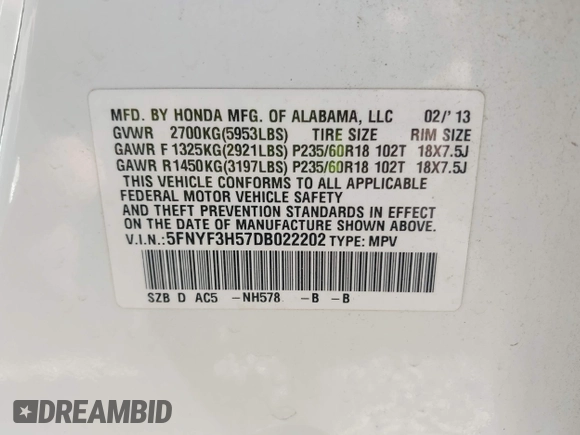 MFD. BY HONDA MFG. OF ALABAMA, LLC 02/'13
GVWR 2700KG(5953LBS) TIRE SIZE RIM SIZE
GAWR F 1325KG(2921LBS) P235/60R18 102T 18X7.5J
GAWR R1450KG(3197LBS) P235/60R18 102T 18X7.5J
THIS VEHICLE CONFORMS TO ALL APPLICABLE
FEDERAL MOTOR VEHICLE SAFETY
AND THEFT PREVENTION STANDARDS IN EFFECT
ON THE DATE OF MANUFACTURE SHOWN ABOVE.
V.I.N.:5FNYF3H57DB022202 TYPE: MPV
SZB D AC5 -NH578 -B -B
DREAMBID